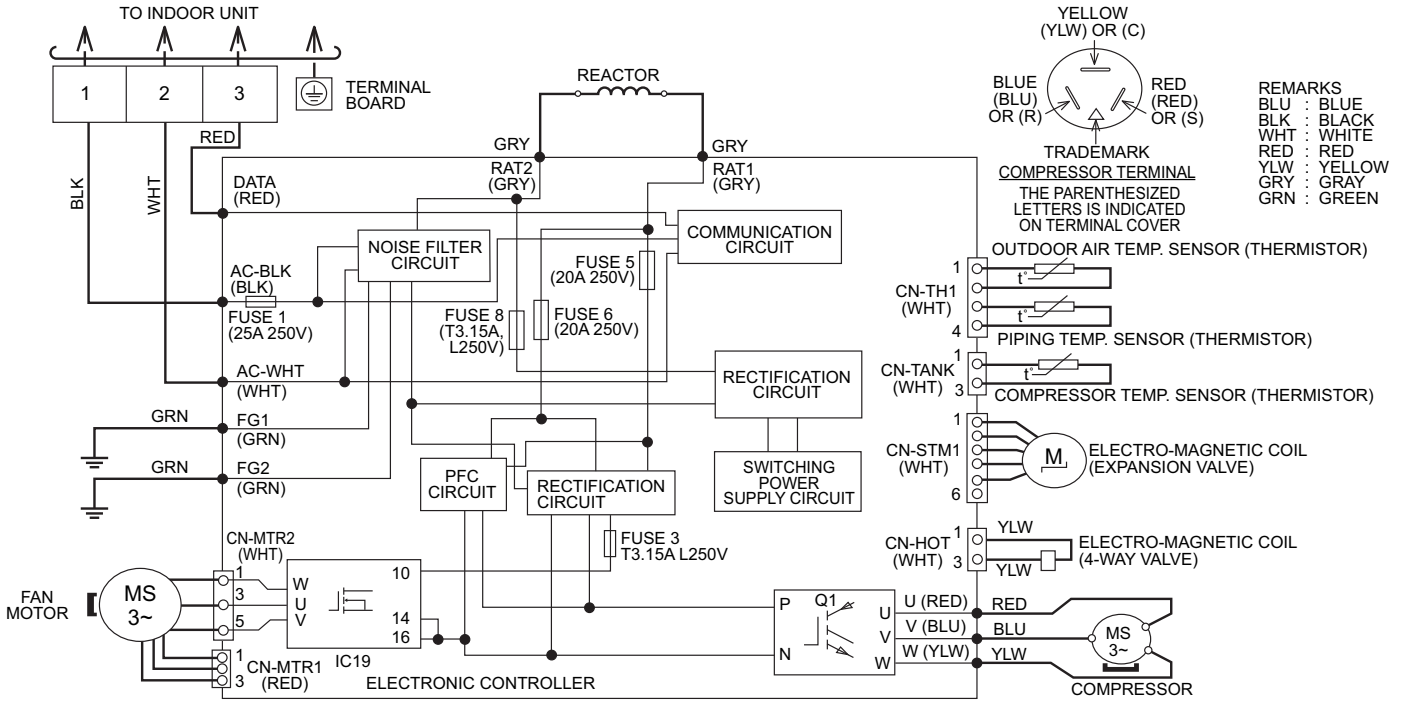 TO INDOOR UNIT
1
2
3
TERMINAL
BOARD
RED
BLK
WHT
REACTOR
GRY
GRY
RAT2
(GRY)
RAT1
(GRY)
DATA
(RED)
NOISE FILTER
CIRCUIT
COMMUNICATION
CIRCUIT
AC-BLK
(BLK)
FUSE 1
(25A 250V)
FUSE 5
(20A 250V)
FUSE 8
(T3.15A,
L250V)
FUSE 6
(20A 250V)
AC-WHT
(WHT)
RECTIFICATION
CIRCUIT
GRN
FG1
(GRN)
GRN
FG2
(GRN)
PFC
CIRCUIT
RECTIFICATION
CIRCUIT
SWITCHING
POWER
SUPPLY CIRCUIT
FUSE 3
T3.15A L250V
CN-MTR2
(WHT)
1
3
5
W
U
V
10
14
16
IC19
FAN
MOTOR
MS
3~
1
3
CN-MTR1
(RED)
ELECTRONIC CONTROLLER
P
N
Q1
U
V
W
U (RED)
V (BLU)
W (YLW)
RED
BLU
YLW
MS
3~
COMPRESSOR
YELLOW
(YLW) OR (C)
BLUE
(BLU)
OR (R)
RED
(RED)
OR (S)
TRADEMARK
COMPRESSOR TERMINAL
THE PARENTHESIZED
LETTERS IS INDICATED
ON TERMINAL COVER
REMARKS
BLU : BLUE
BLK : BLACK
WHT : WHITE
RED : RED
YLW : YELLOW
GRY : GRAY
GRN : GREEN
OUTDOOR AIR TEMP. SENSOR (THERMISTOR)
CN-TH1
(WHT)
1
4
t°
t°
PIPING TEMP. SENSOR (THERMISTOR)
CN-TANK
(WHT)
1
3
t°
COMPRESSOR TEMP. SENSOR (THERMISTOR)
CN-STM1
(WHT)
1
6
M
ELECTRO-MAGNETIC COIL
(EXPANSION VALVE)
CN-HOT
(WHT)
1
3
YLW
YLW
ELECTRO-MAGNETIC COIL
(4-WAY VALVE)